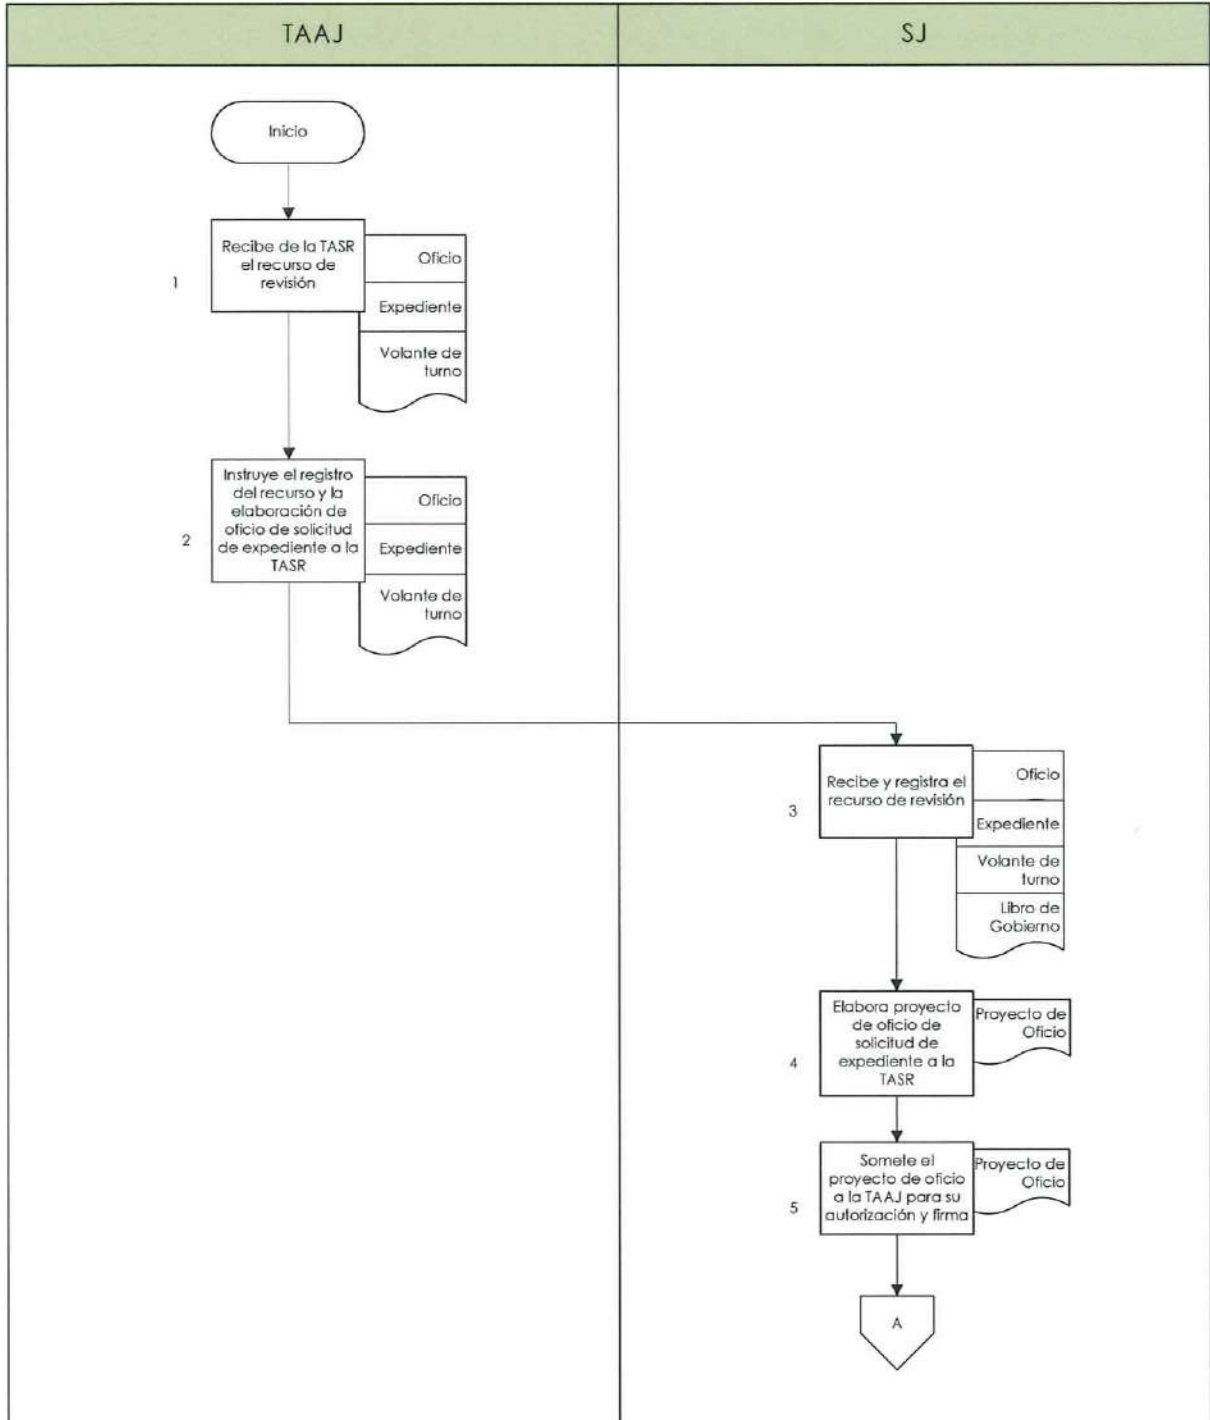 TAAJ
SJ
Inicio
1
Recibe de la TASR
el recurso de
revisión
Oficio
Expediente
Volante de
turno
2
Instruye el registro
del recurso y la
elaboración de
oficio de solicitud
de expediente a la
TASR
Oficio
Expediente
Volante de
turno
3
Recibe y registra el
recurso de revisión
Oficio
Expediente
Volante de
turno
Libro de
Gobierno
4
Elabora proyecto
de oficio de
solicitud de
expediente a la
TASR
Proyecto de
Oficio
5
Somete el
proyecto de oficio
a la TAAJ para su
autorización y firma
Proyecto de
Oficio
A